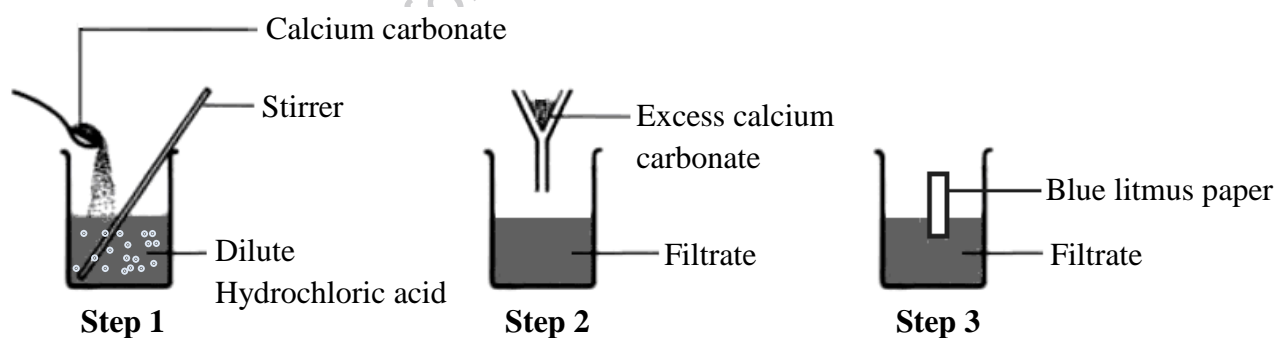 Calcium carbonate
Stirrer
Dilute
Hydrochloric acid
Step 1
Excess calcium
carbonate
Filtrate
Step 2
Blue litmus paper
Filtrate
Step 3